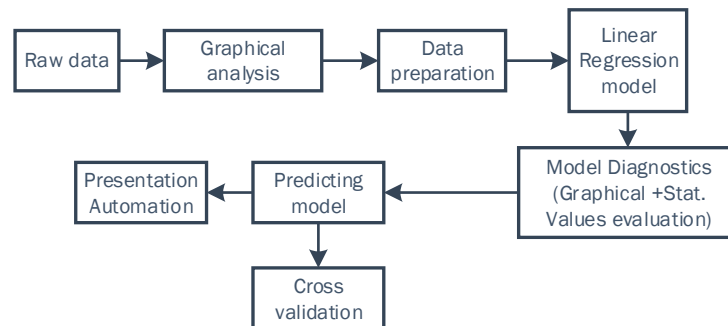 Raw data
Graphical
analysis
Data
preparation
Linear
Regression
model
Model Diagnostics
(Graphical +Stat.
Values evaluation)
Predicting
model
Presentation
Automation
Cross
validation